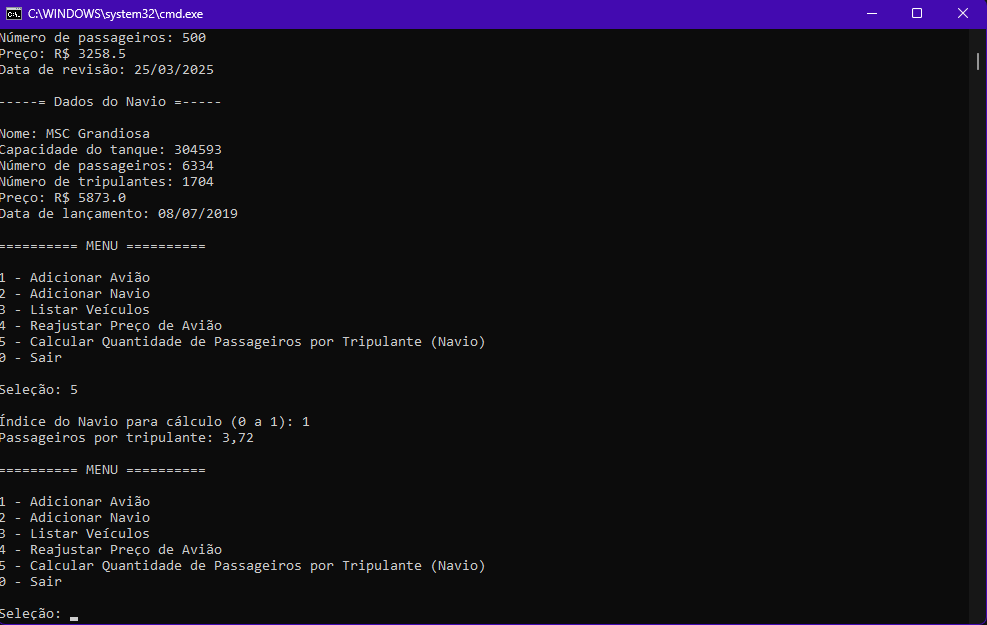 C:\WINDOWS\system32\cmd.exe
Número de passageiros: 500
Preço: R$ 3258.5
Data de revisão: 25/03/2025
-----= Dados do Navio =-----
Nome: MSC Grandiosa
Capacidade do tanque: 304593
Número de passageiros: 6334
Número de tripulantes: 1704
Preço: R$ 5873.0
Data de lançamento: 08/07/2019
========== MENU ==========
1 - Adicionar Avião
2 - Adicionar Navio
3 - Listar Veículos
4 - Reajustar Preço de Avião
5 - Calcular Quantidade de Passageiros por Tripulante (Navio)
0 - Sair
Seleção: 5
Índice do Navio para cálculo (0 a 1): 1
Passageiros por tripulante: 3,72
========== MENU ==========
1 - Adicionar Avião
2 - Adicionar Navio
3 - Listar Veículos
4 - Reajustar Preço de Avião
5 - Calcular Quantidade de Passageiros por Tripulante (Navio)
0 - Sair
Seleção: